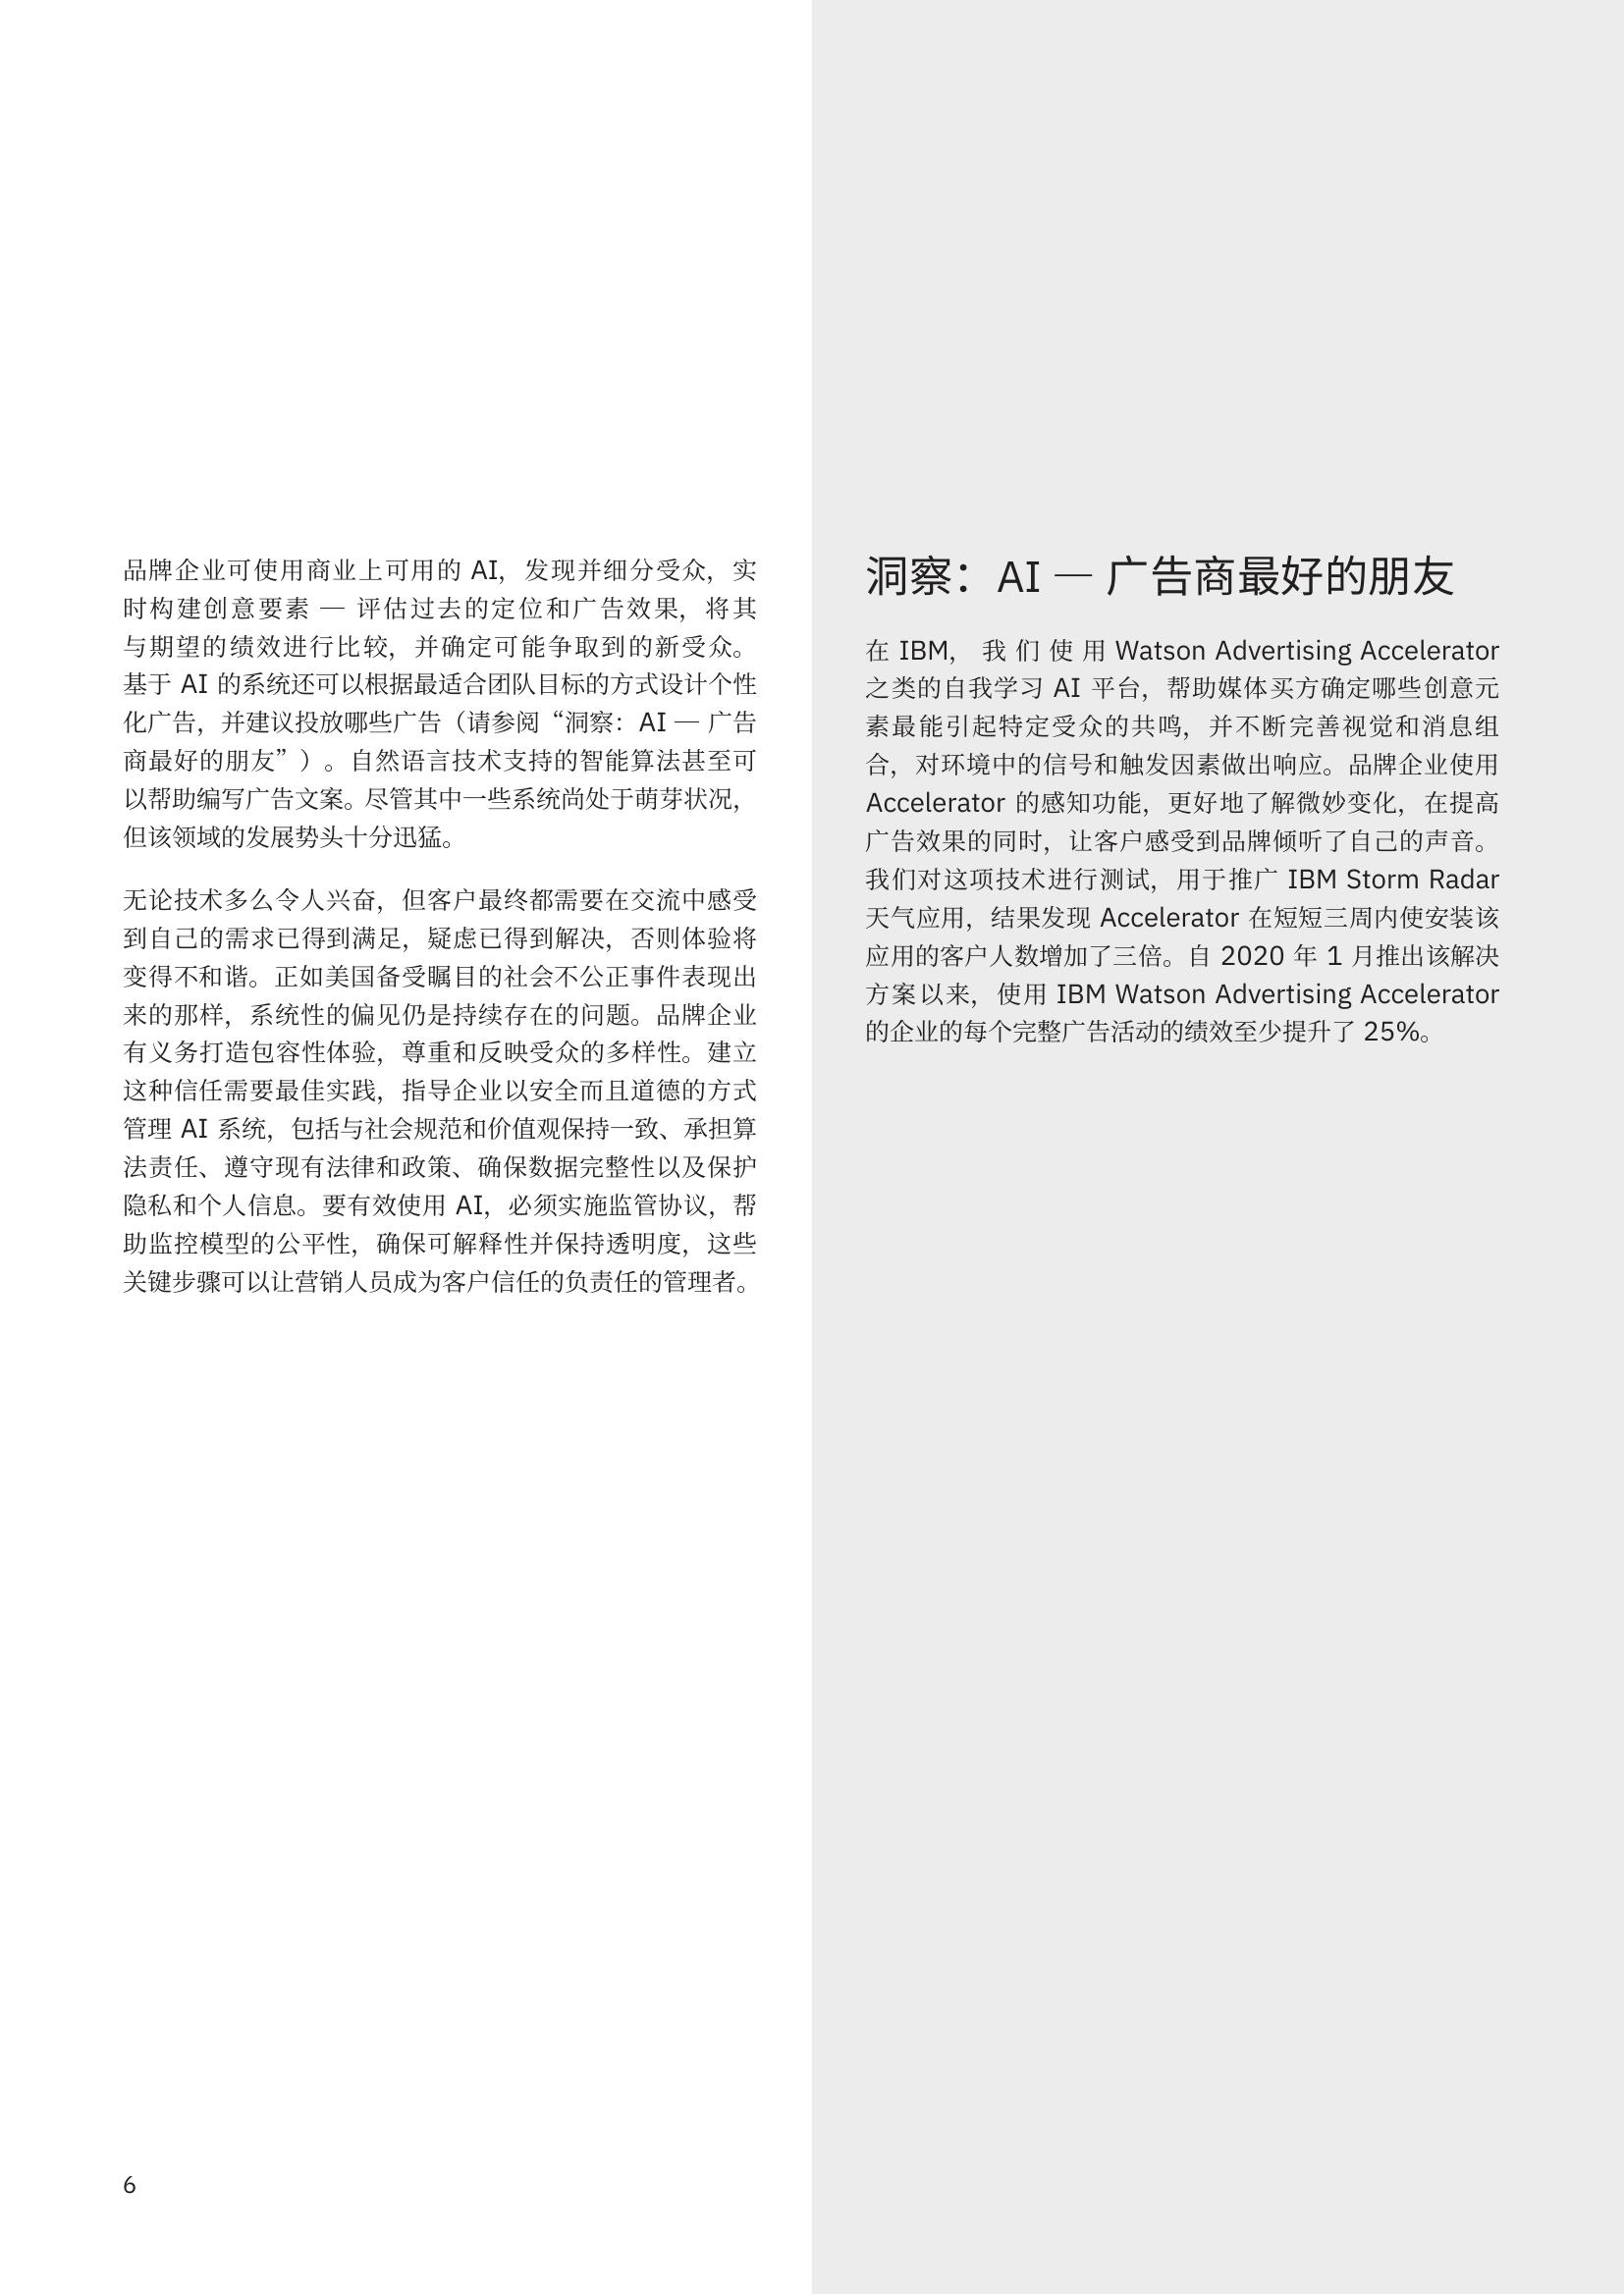 品牌企业可使用商业上可用的 AI，发现并细分受众，实
时构建创意要素 — 评估过去的定位和广告效果，将其
与期望的绩效进行比较，并确定可能争取到的新受众。
基于 AI 的系统还可以根据最适合团队目标的方式设计个性
化广告，并建议投放哪些广告（请参阅“洞察：AI — 广告
商最好的朋友”）。自然语言技术支持的智能算法甚至可
以帮助编写广告文案。尽管其中一些系统尚处于萌芽状况，
但该领域的发展势头十分迅猛。
无论技术多么令人兴奋，但客户最终都需要在交流中感受
到自己的需求已得到满足，疑虑已得到解决，否则体验将
变得不和谐。正如美国备受瞩目的社会不公正事件表现出
来的那样，系统性的偏见仍是持续存在的问题。品牌企业
有义务打造包容性体验，尊重和反映受众的多样性。建立
这种信任需要最佳实践，指导企业以安全而且道德的方式
管理 AI 系统，包括与社会规范和价值观保持一致、承担算
法责任、遵守现有法律和政策、确保数据完整性以及保护
隐私和个人信息。要有效使用 AI，必须实施监管协议，帮
助监控模型的公平性，确保可解释性并保持透明度，这些
关键步骤可以让营销人员成为客户信任的负责任的管理者。
洞察：AI — 广告商最好的朋友
在 IBM，我们使用 Watson Advertising Accelerator
之类的自我学习 AI 平台，帮助媒体买方确定哪些创意元
素最能引起特定受众的共鸣，并不断完善视觉和消息组
合，对环境中的信号和触发因素做出响应。品牌企业使用
Accelerator 的感知功能，更好地了解微妙变化，在提高
广告效果的同时，让客户感受到品牌倾听了自己的声音。
我们对这项技术进行测试，用于推广 IBM Storm Radar
天气应用，结果发现 Accelerator 在短短三周内使安装该
应用的客户人数增加了三倍。自 2020 年 1 月推出该解决
方案以来，使用 IBM Watson Advertising Accelerator
的企业的每个完整广告活动的绩效至少提升了 25%。
6